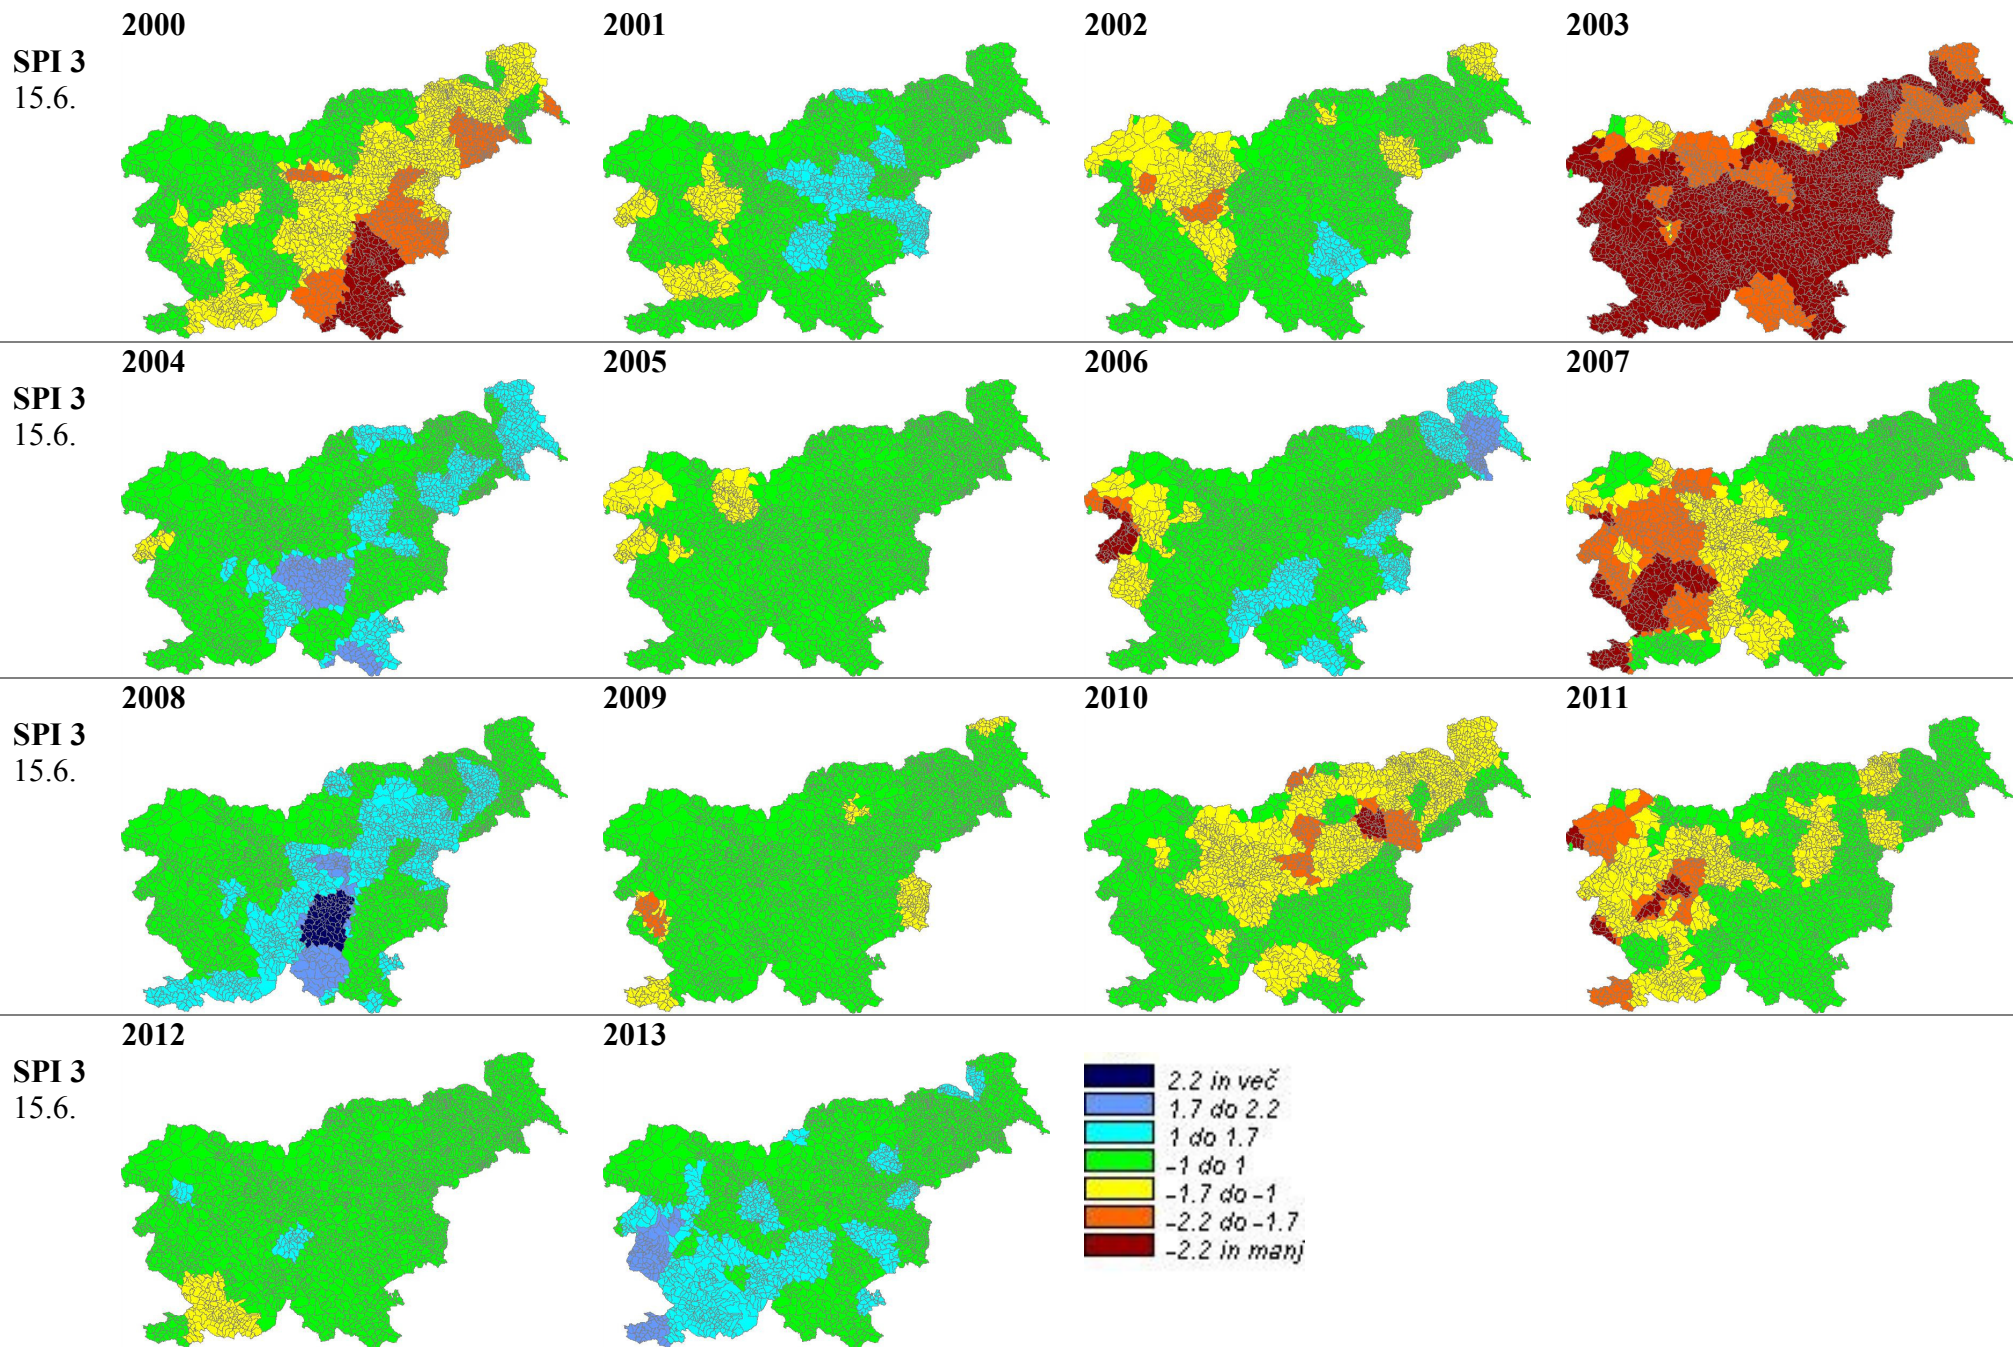 2000 2001 2002 2003
SPI 3
15.6.
2004 2005 2006 2007
SPI 3
15.6.
2008 2009 2010 2011
SPI 3
15.6.
2012 2013
SPI 3
15.6.
2.2 in več
1.7 do 2.2
1 do 1.7
-1 do 1
-1.7 do -1
-2.2 do -1.7
-2.2 in manj